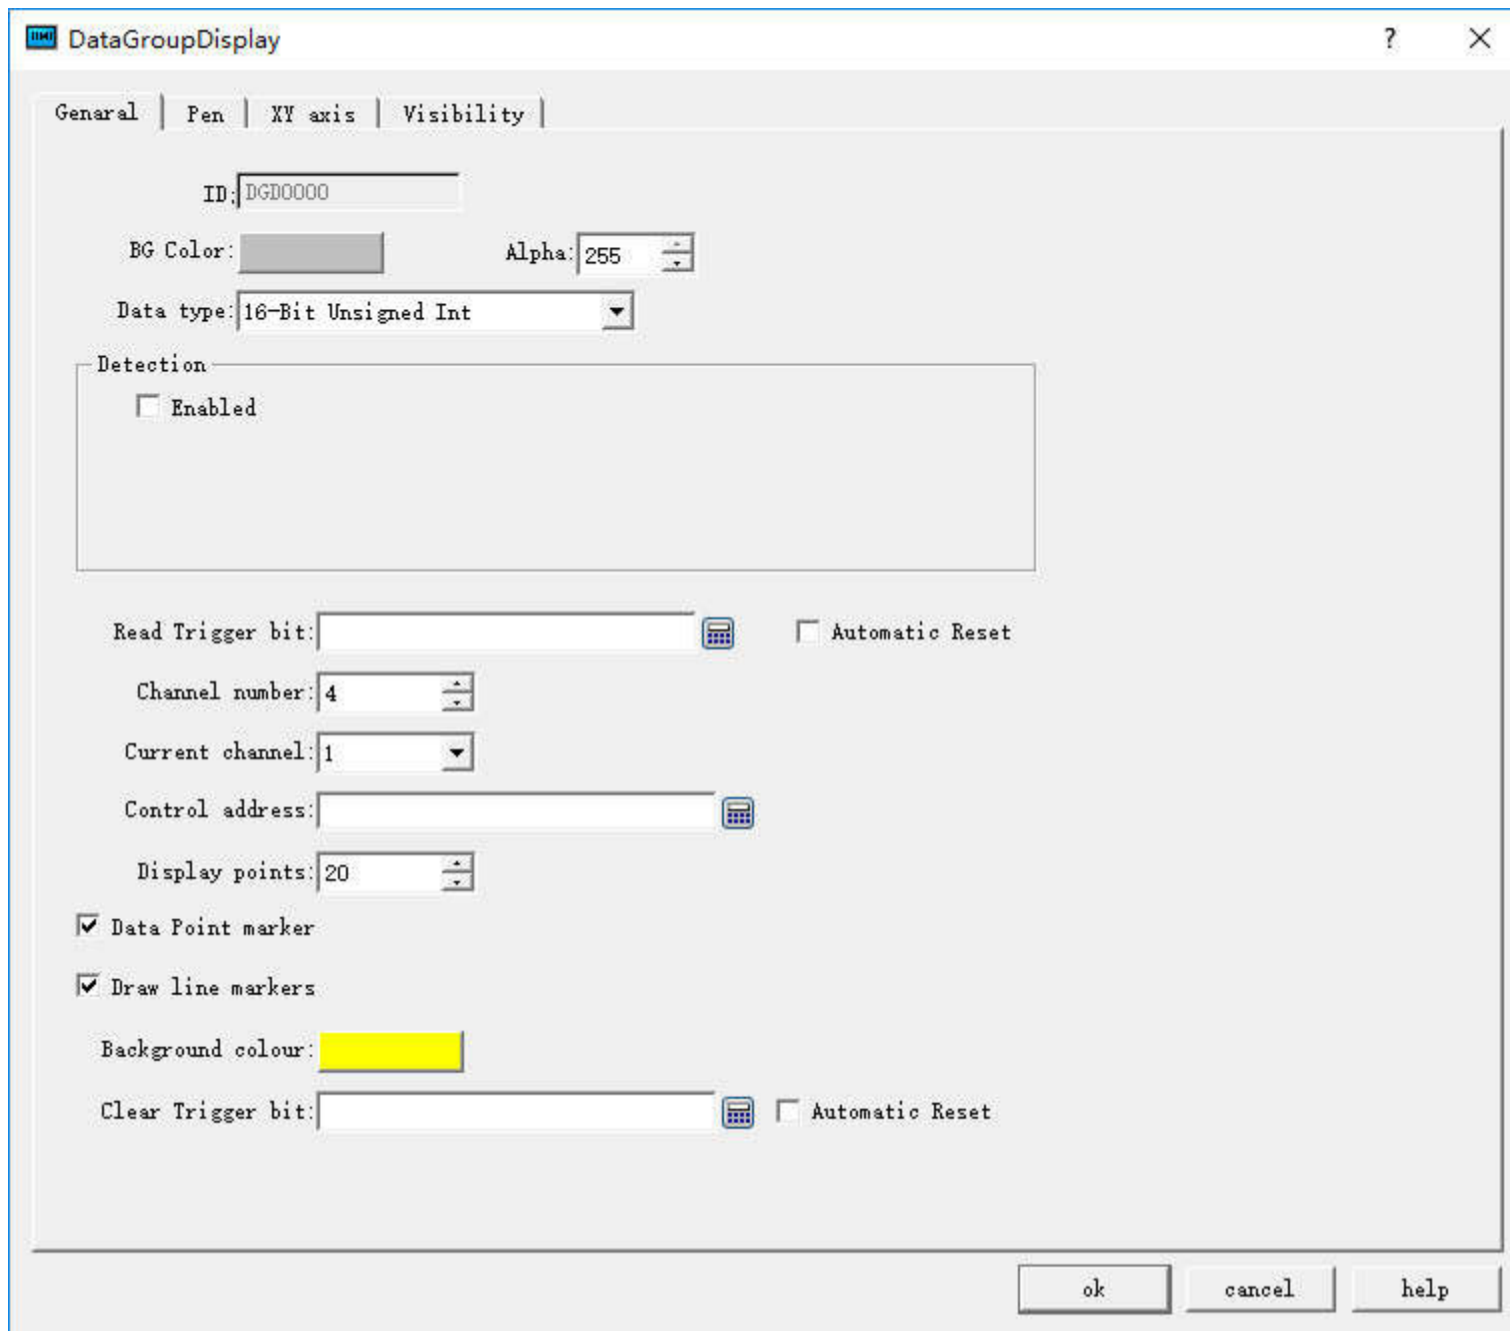 DataGroupDisplay ?
Genaral Pen XY axis Visibility
ID: DGD0000
BG Color: Alpha: 255
Data type: 16-Bit Unsigned Int
Detection
Enabled
Read Trigger bit: Automatic Reset
Channel number: 4
Current channel: 1
Control address:
Display points: 20
Data Point marker
Draw line markers
Background colour:
Clear Trigger bit: Automatic Reset
ok cancel help